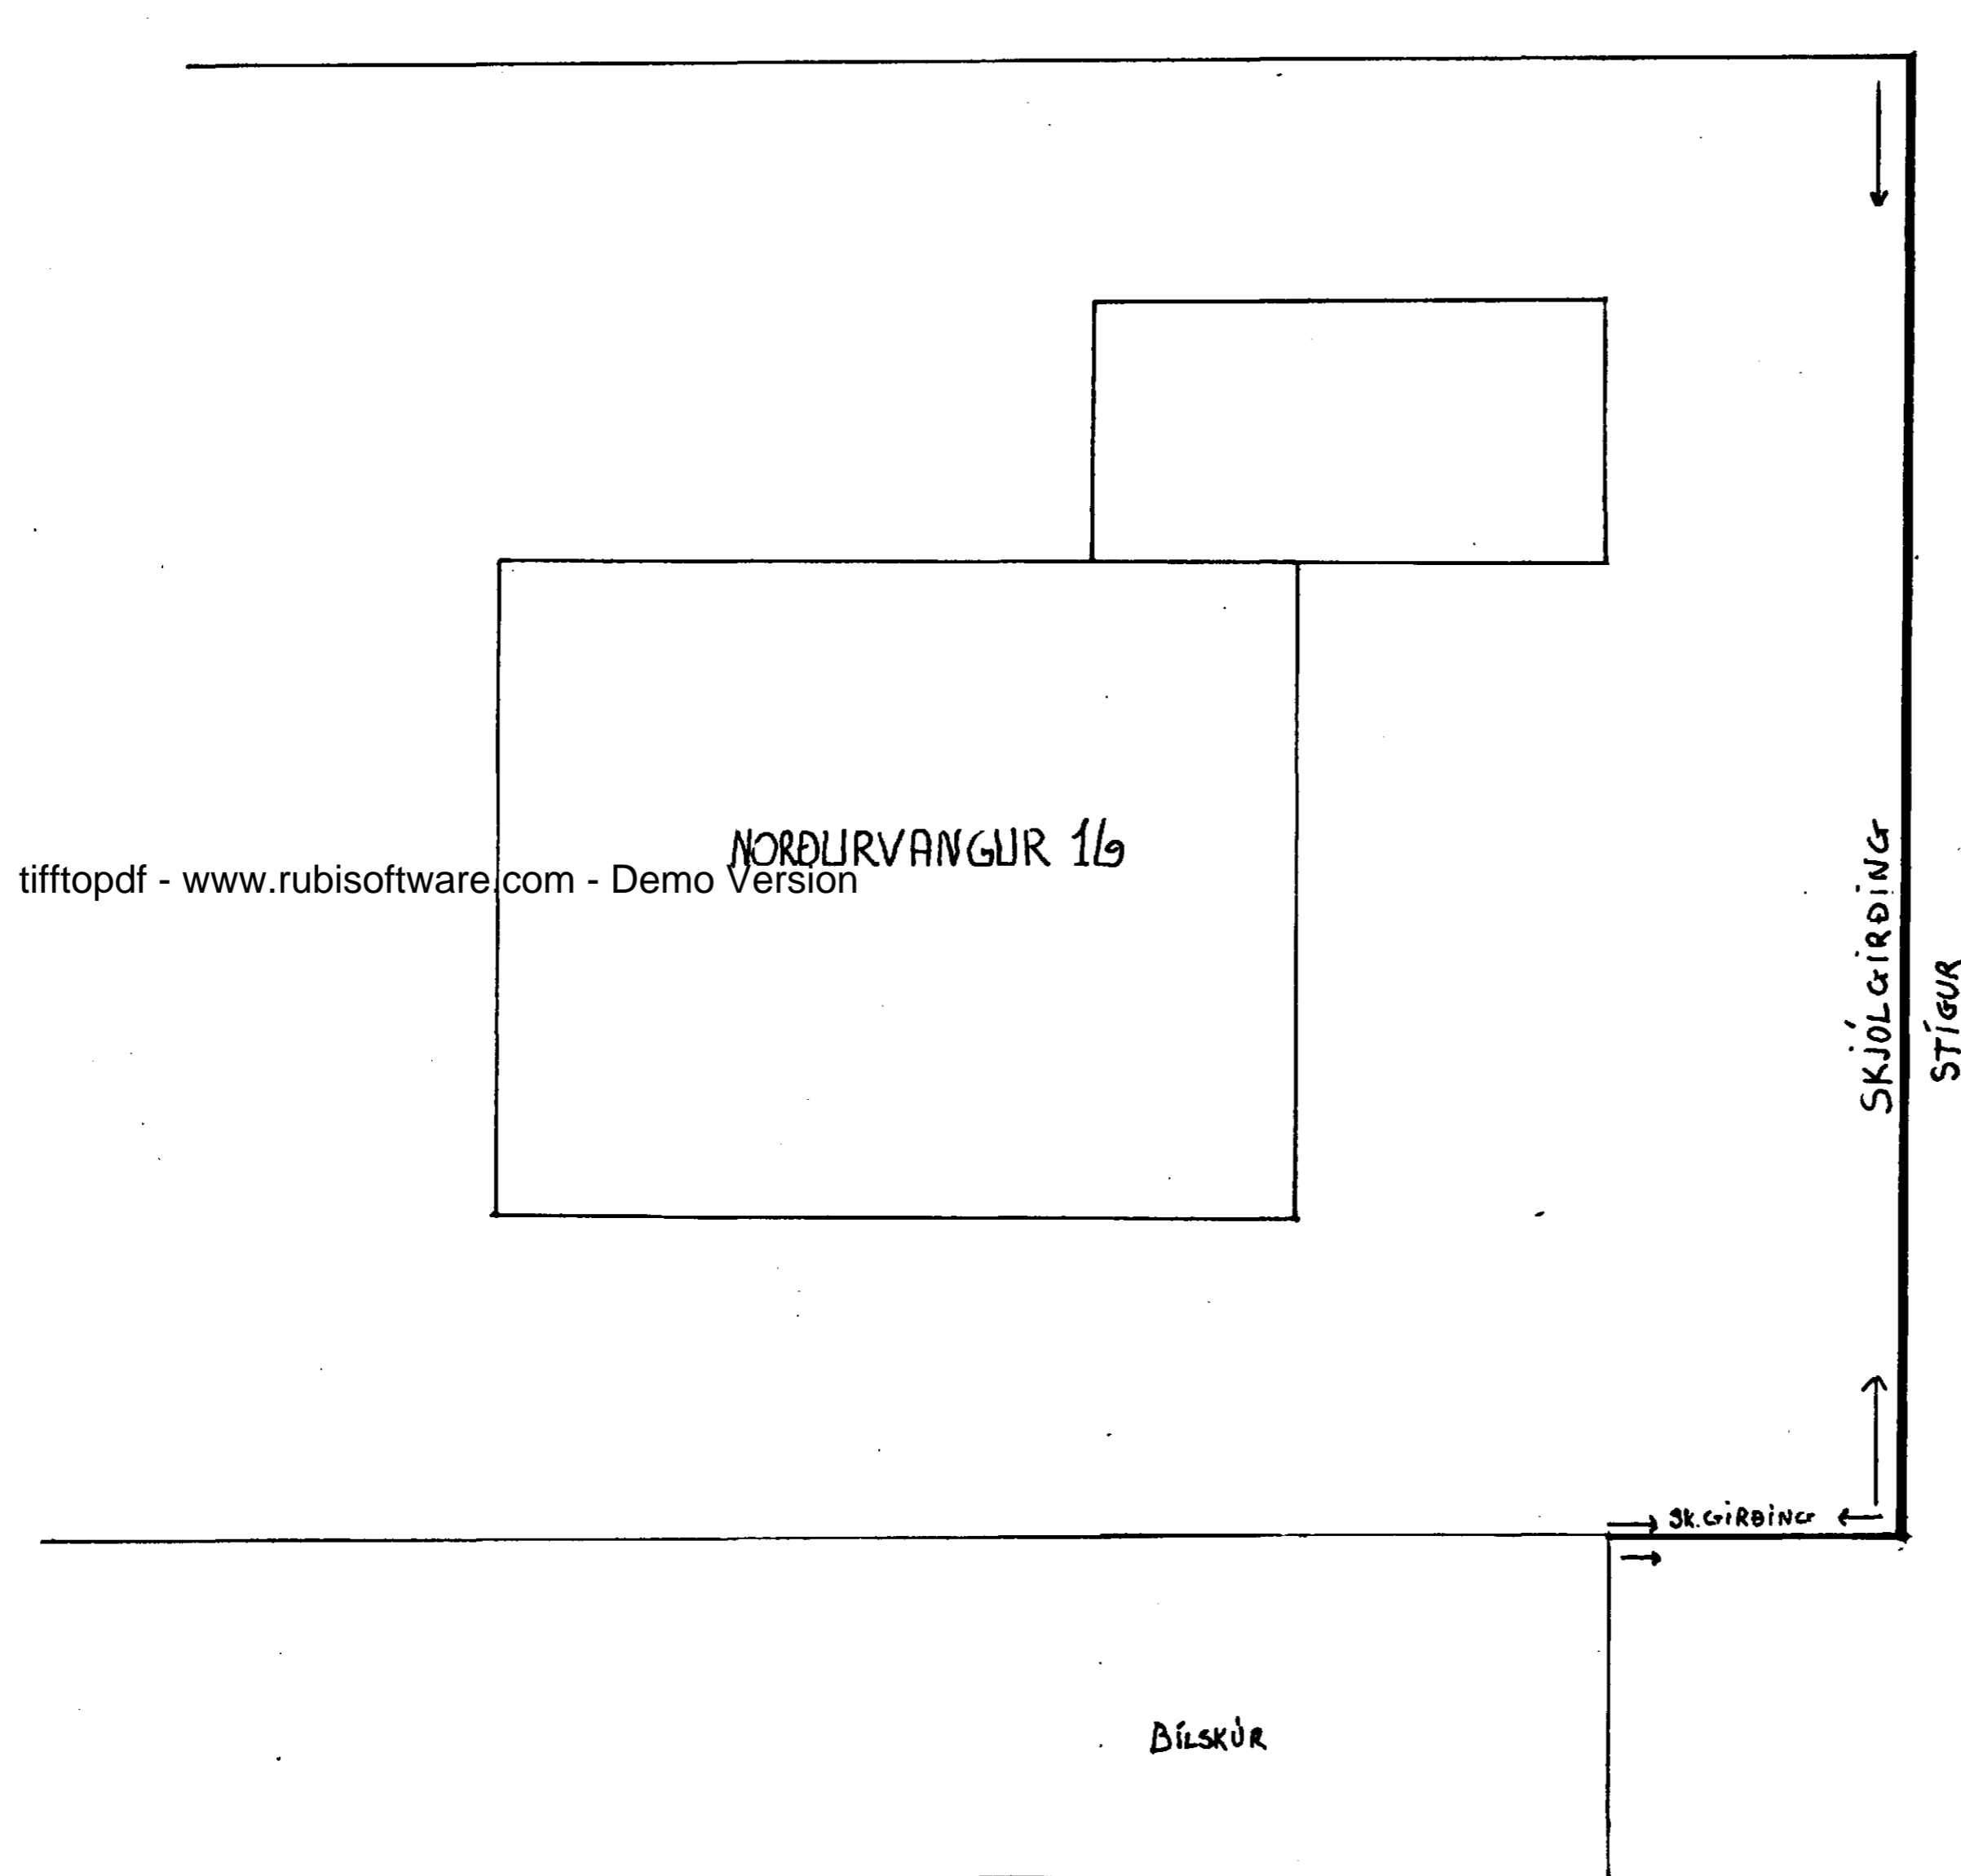 NORÐURVANGUR 16
tifftopdf - www.rubisoftware.com - Demo Version
SKJÓLGIRÐING
STÍGUR
SK.GIRÐING
BÍLSKÚR